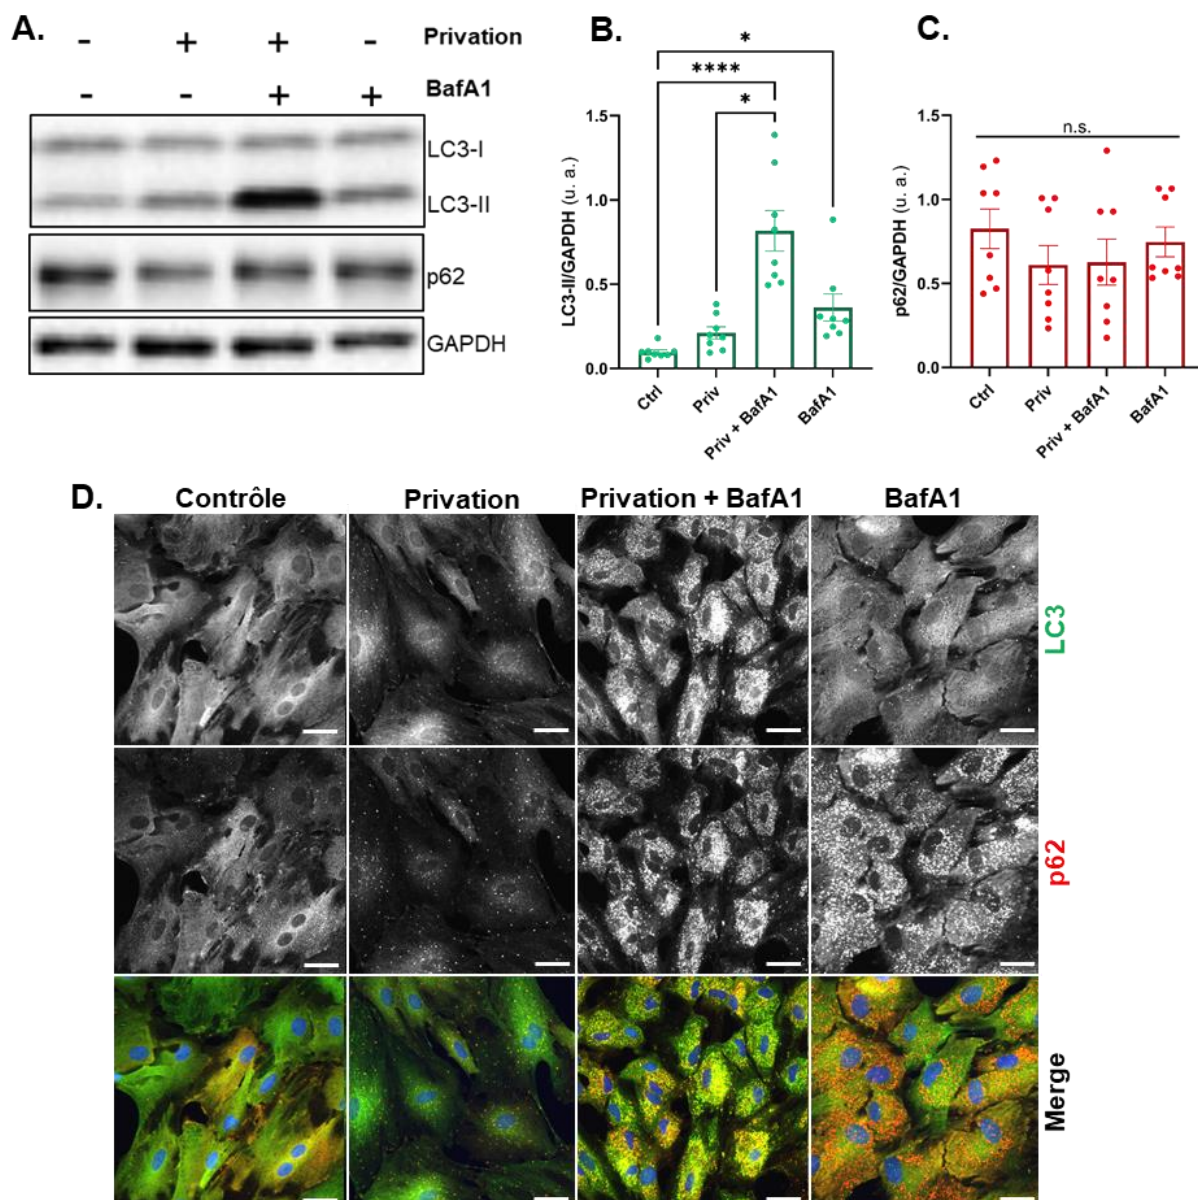 A.
- + + - Privation
- - + + BafA1
LC3-I
LC3-II
p62
GAPDH
B.
*
****
*
LC3-II/GAPDH (u. a.)
1.5
1.0
0.5
0.0
Ctrl
Priv
Priv + BafA1
BafA1
C.
n.s.
p62/GAPDH (u. a.)
1.5
1.0
0.5
0.0
Ctrl
Priv
Priv + BafA1
BafA1
D.
Contrôle Privation Privation + BafA1 BafA1
LC3
p62
Merge